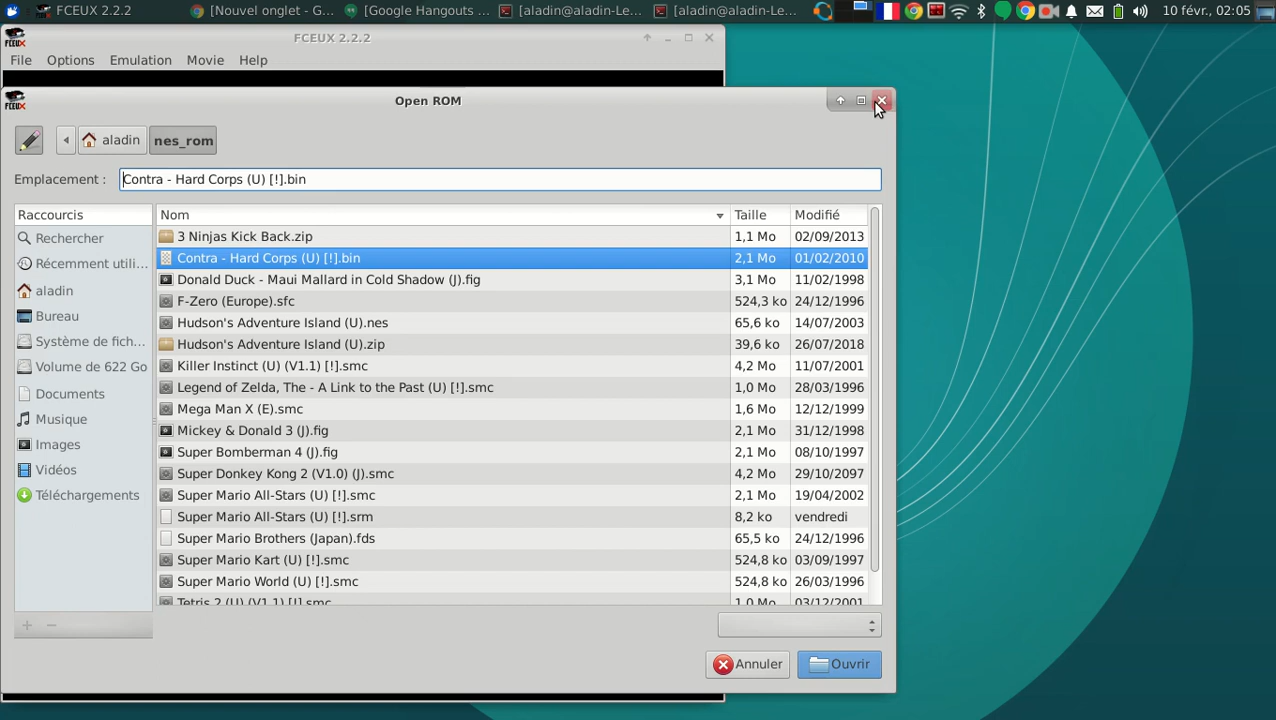 FCEUX 2.2.2
[Nouvel onglet - G...
[Google Hangouts ...
[aladin@aladin-Le...
[aladin@aladin-Le...
10 févr., 02:05
FCEUX 2.2.2
File Options Emulation Movie Help
Open ROM
aladin nes_rom
Emplacement : Contra - Hard Corps (U) [!].bin
Raccourcis
Rechercher
Récemment utili...
aladin
Bureau
Système de fich...
Volume de 622 Go
Documents
Musique
Images
Vidéos
Téléchargements
Nom Taille Modifié
3 Ninjas Kick Back.zip 1,1 Mo 02/09/2013
Contra - Hard Corps (U) [!].bin 2,1 Mo 01/02/2010
Donald Duck - Maui Mallard in Cold Shadow (J).fig 3,1 Mo 11/02/1998
F-Zero (Europe).sfc 524,3 ko 24/12/1996
Hudson's Adventure Island (U).nes 65,6 ko 14/07/2003
Hudson's Adventure Island (U).zip 39,6 ko 26/07/2018
Killer Instinct (U) (V1.1) [!].smc 4,2 Mo 11/07/2001
Legend of Zelda, The - A Link to the Past (U) [!].smc 1,0 Mo 28/03/1996
Mega Man X (E).smc 1,6 Mo 12/12/1999
Mickey & Donald 3 (J).fig 2,1 Mo 31/12/1998
Super Bomberman 4 (J).fig 2,1 Mo 08/10/1997
Super Donkey Kong 2 (V1.0) (J).smc 4,2 Mo 29/10/2097
Super Mario All-Stars (U) [!].smc 2,1 Mo 19/04/2002
Super Mario All-Stars (U) [!].srm 8,2 ko vendredi
Super Mario Brothers (Japan).fds 65,5 ko 24/12/1996
Super Mario Kart (U) [!].smc 524,8 ko 03/09/1997
Super Mario World (U) [!].smc 524,8 ko 26/03/1996
Tetris 2 (U) (V1.1) [!].smc 1,0 Mo 03/12/2001
Annuler Ouvrir